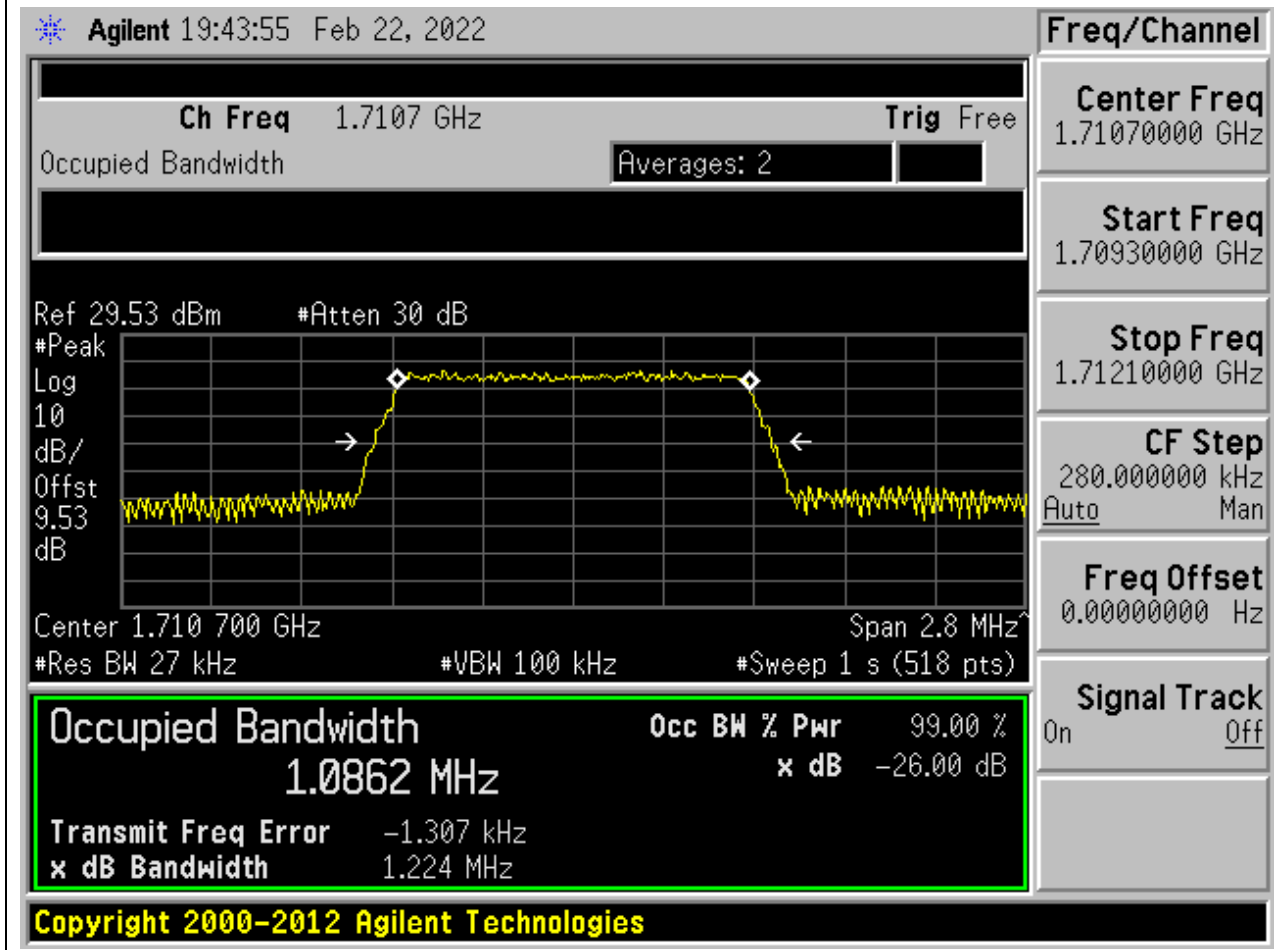 Agilent 19:43:55 Feb 22, 2022
Ch Freq 1.7107 GHz Trig Free
Occupied Bandwidth Averages: 2
Ref 29.53 dBm #Atten 30 dB
#Peak
Log
10
dB/
Offst
9.53
dB
Center 1.710 700 GHz Span 2.8 MHz^
#Res BW 27 kHz #VBW 100 kHz #Sweep 1 s (518 pts)
Occupied Bandwidth Occ BW % Pwr 99.00 %
1.0862 MHz x dB -26.00 dB
Transmit Freq Error -1.307 kHz
x dB Bandwidth 1.224 MHz
Copyright 2000-2012 Agilent Technologies
Freq/Channel
Center Freq
1.71070000 GHz
Start Freq
1.70930000 GHz
Stop Freq
1.71210000 GHz
CF Step
280.000000 kHz
Auto Man
Freq Offset
0.00000000 Hz
Signal Track
On Off